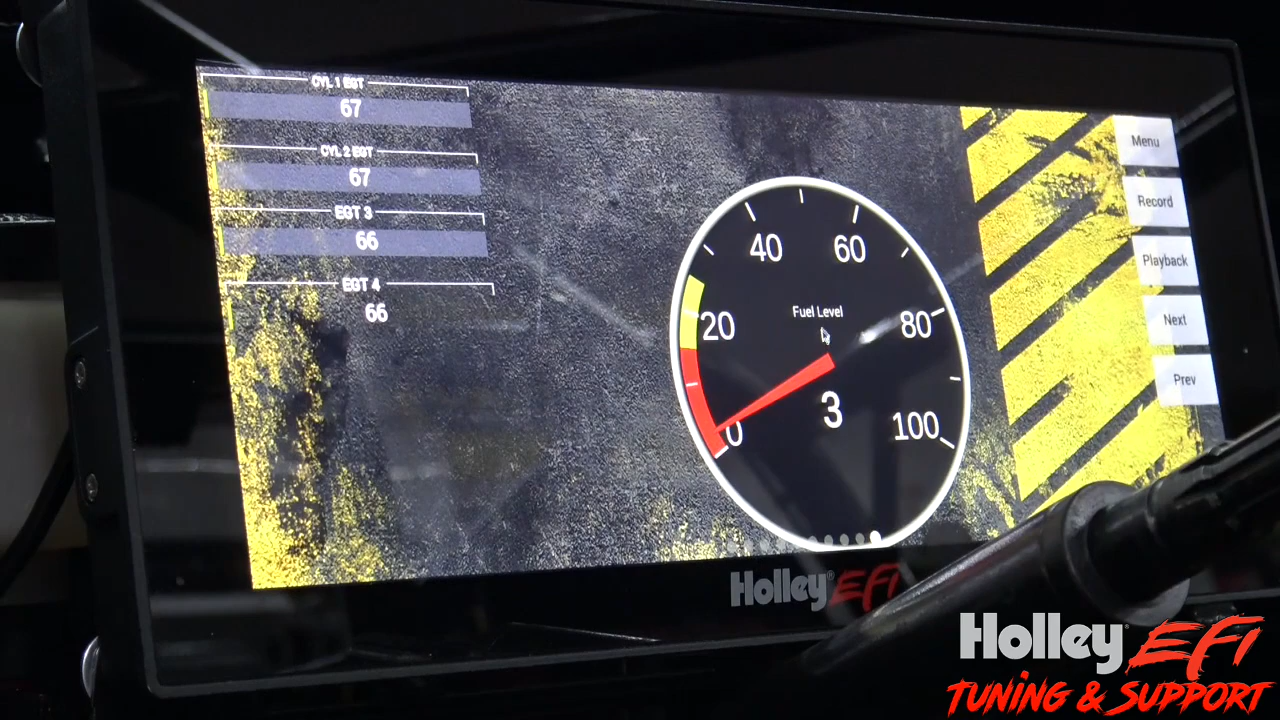 CYL 1 EGT
67
CYL 2 EGT
67
EGT 3
66
EGT 4
66
40 60
20 80
0 100
Fuel Level
3
Menu
Record
Playback
Next
Prev
Holley® EFI
Holley® EFI
TUNING & SUPPORT